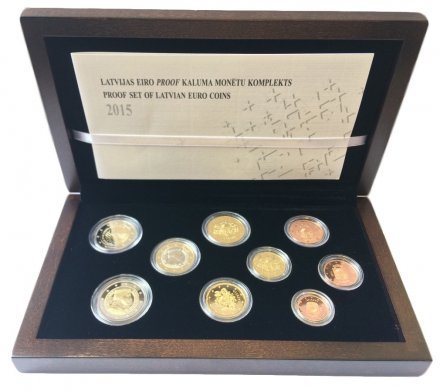 LATVIJAS EIRO PROOF KALUMA MONĒTU KOMPLEKTS
PROOF SET OF LATVIAN EURO COINS
2015